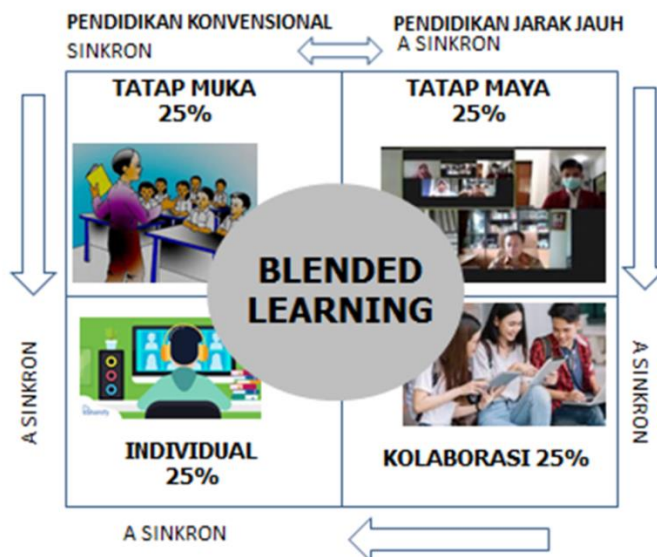 PENDIDIKAN KONVENSIONAL
SINKRON
PENDIDIKAN JARAK JAUH
A SINKRON
TATAP MUKA
25%
TATAP MAYA
25%
BLENDED
LEARNING
A SINKRON
A SINKRON
INDIVIDUAL
25%
KOLABORASI 25%
A SINKRON